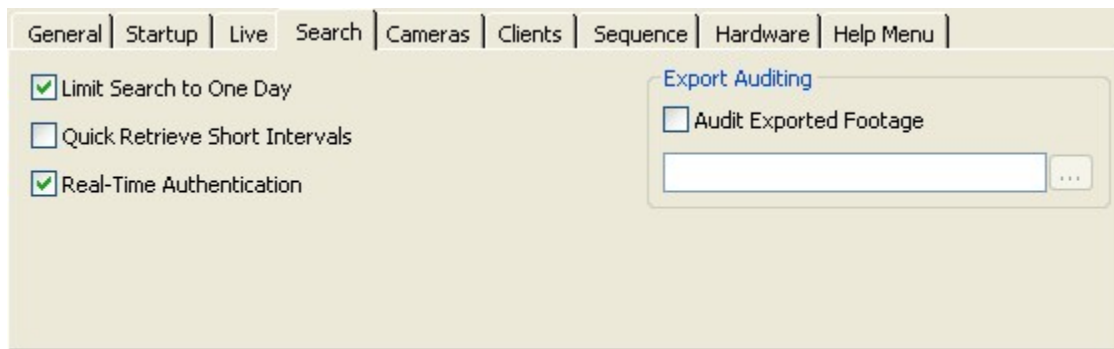 General Startup Live Search Cameras Clients Sequence Hardware Help Menu
Limit Search to One Day
Quick Retrieve Short Intervals
Real-Time Authentication
Export Auditing
Audit Exported Footage
...